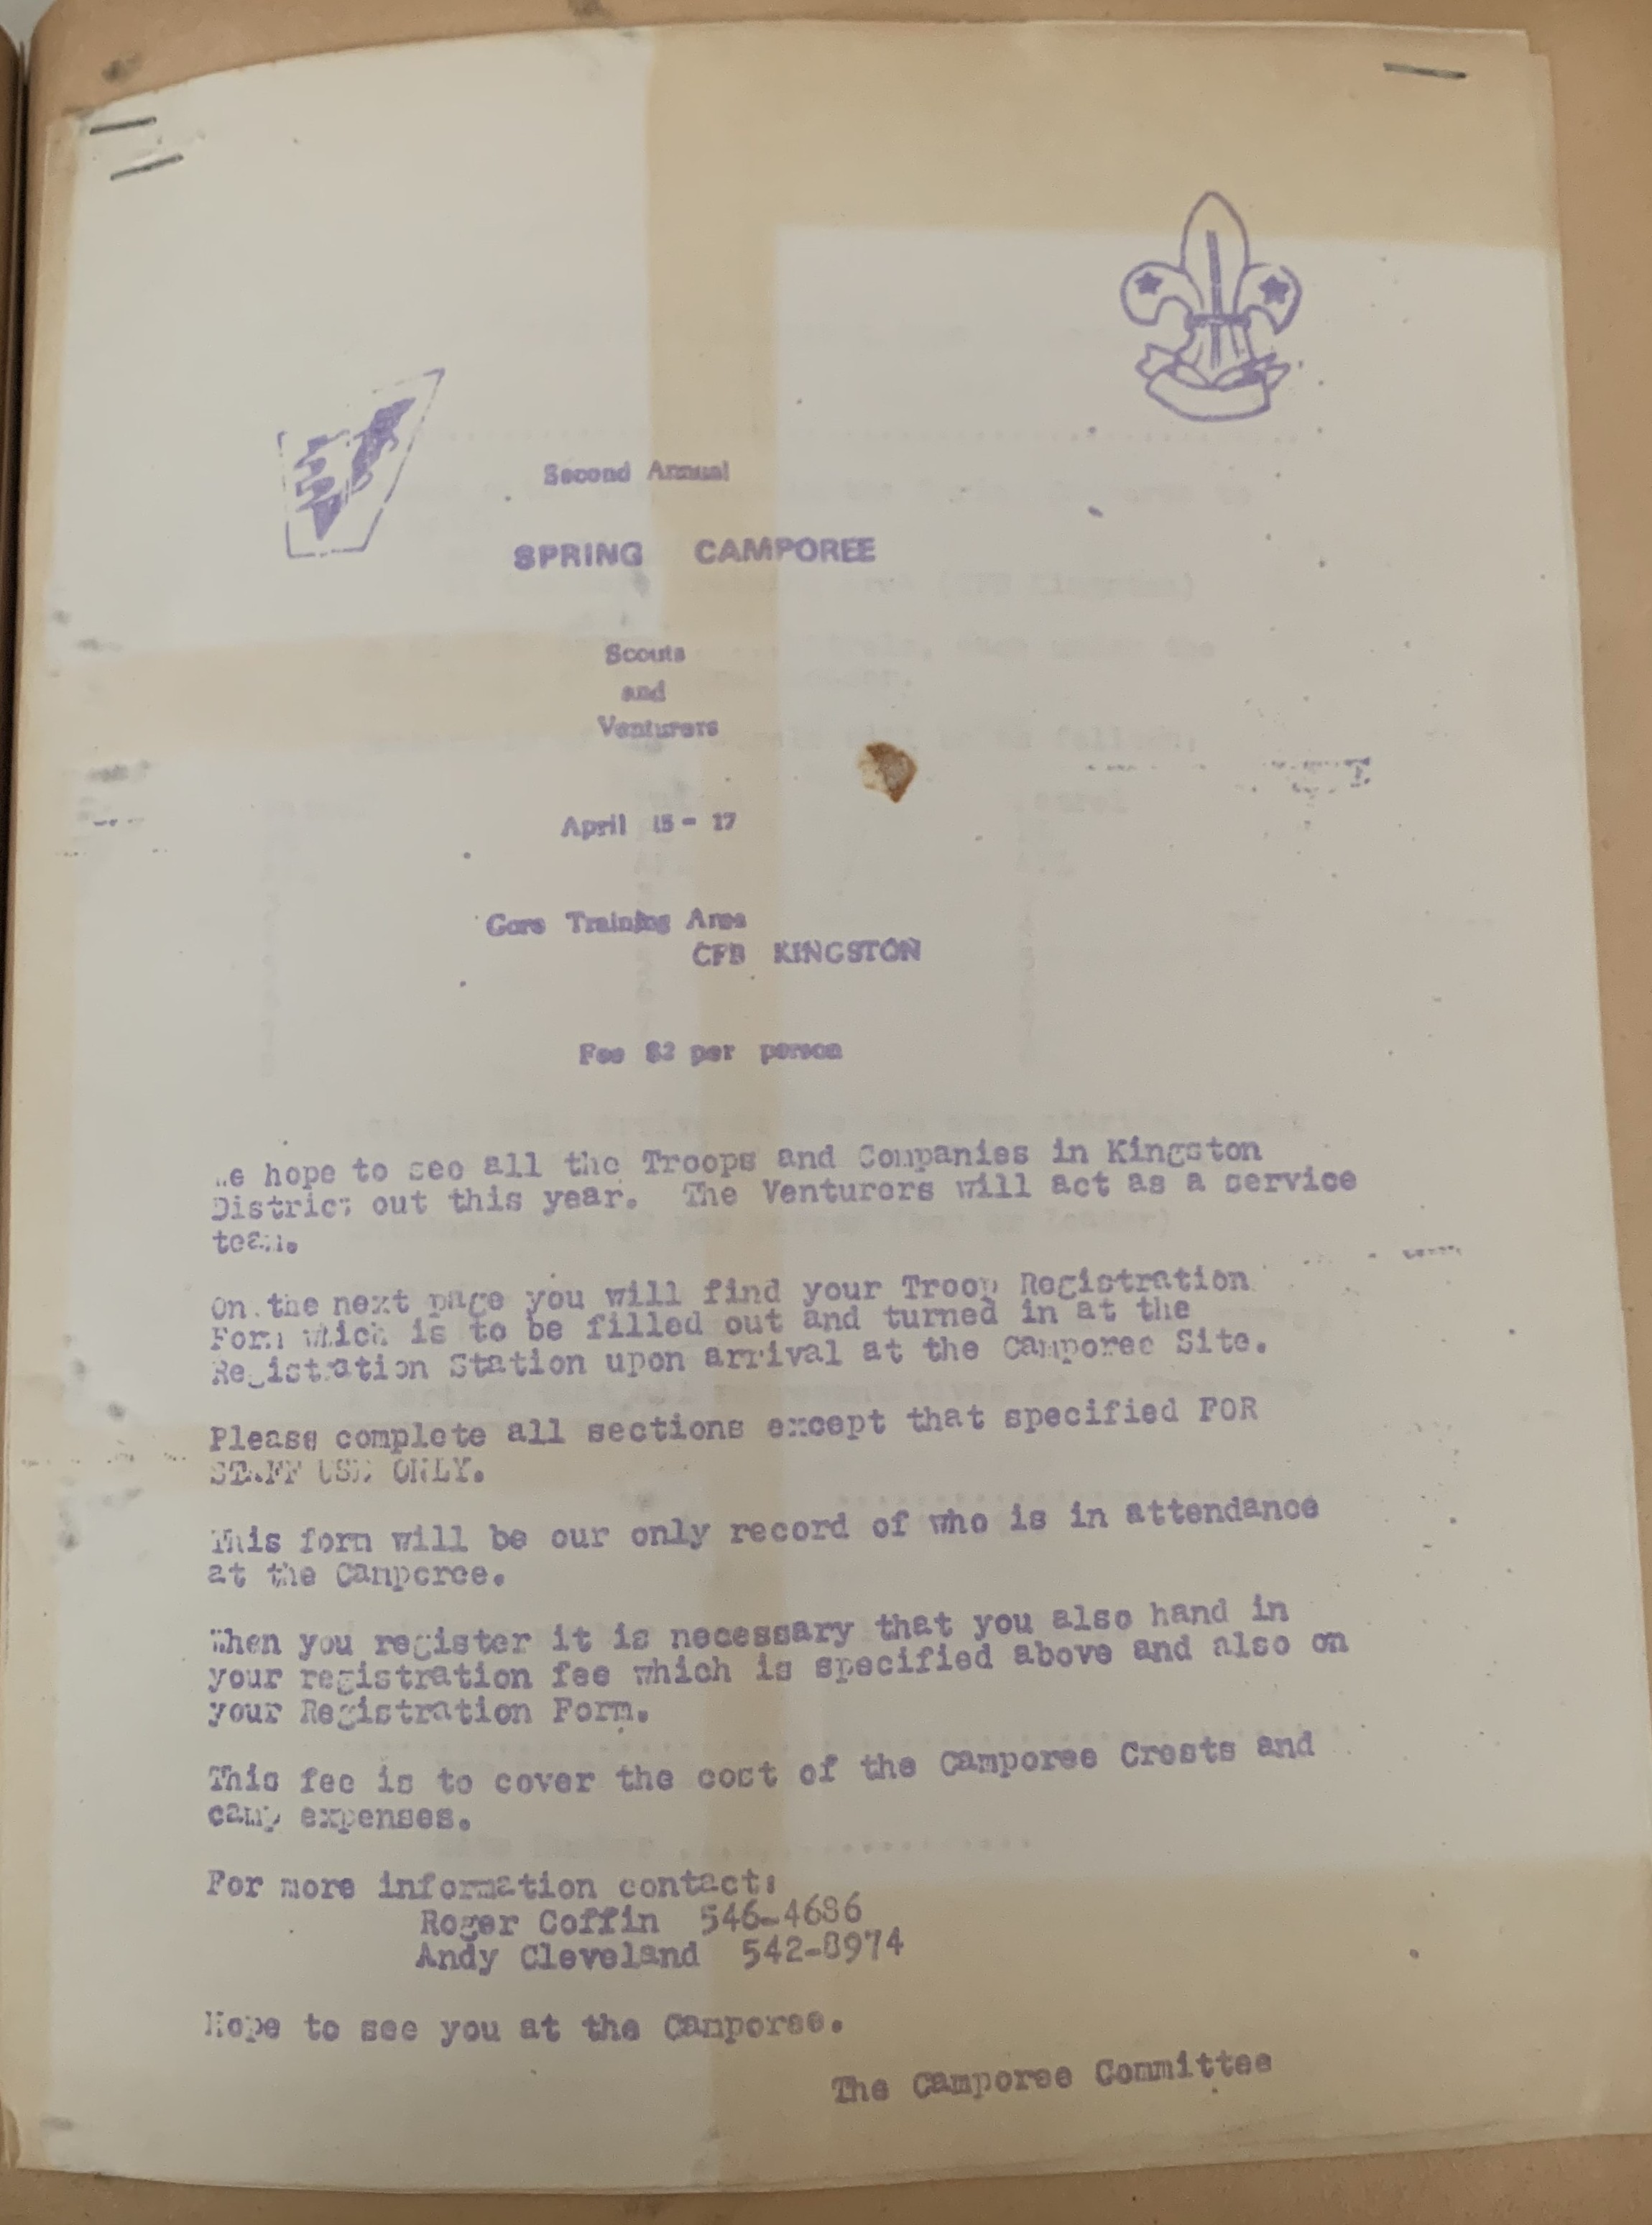 Second Annual
SPRING CAMPOREE
Scouts
and
Venturers
April 15 - 17
Gore Training Area
CFB KINGSTON
Fee $2 per person
We hope to see all the Troops and Companies in Kingston
District out this year. The Venturers will act as a service
team.
On the next page you will find your Troop Registration
Form which is to be filled out and turned in at the
Registration Station upon arrival at the Camporee Site.
Please complete all sections except that specified FOR
STAFF USE ONLY.
This form will be our only record of who is in attendance
at the Camporee.
When you register it is necessary that you also hand in
your registration fee which is specified above and also on
your Registration Form.
This fee is to cover the cost of the Camporee Crests and
camp expenses.
For more information contact:
Roger Coffin 546-4686
Andy Cleveland 542-8974
Hope to see you at the Camporee.
The Camporee Committee